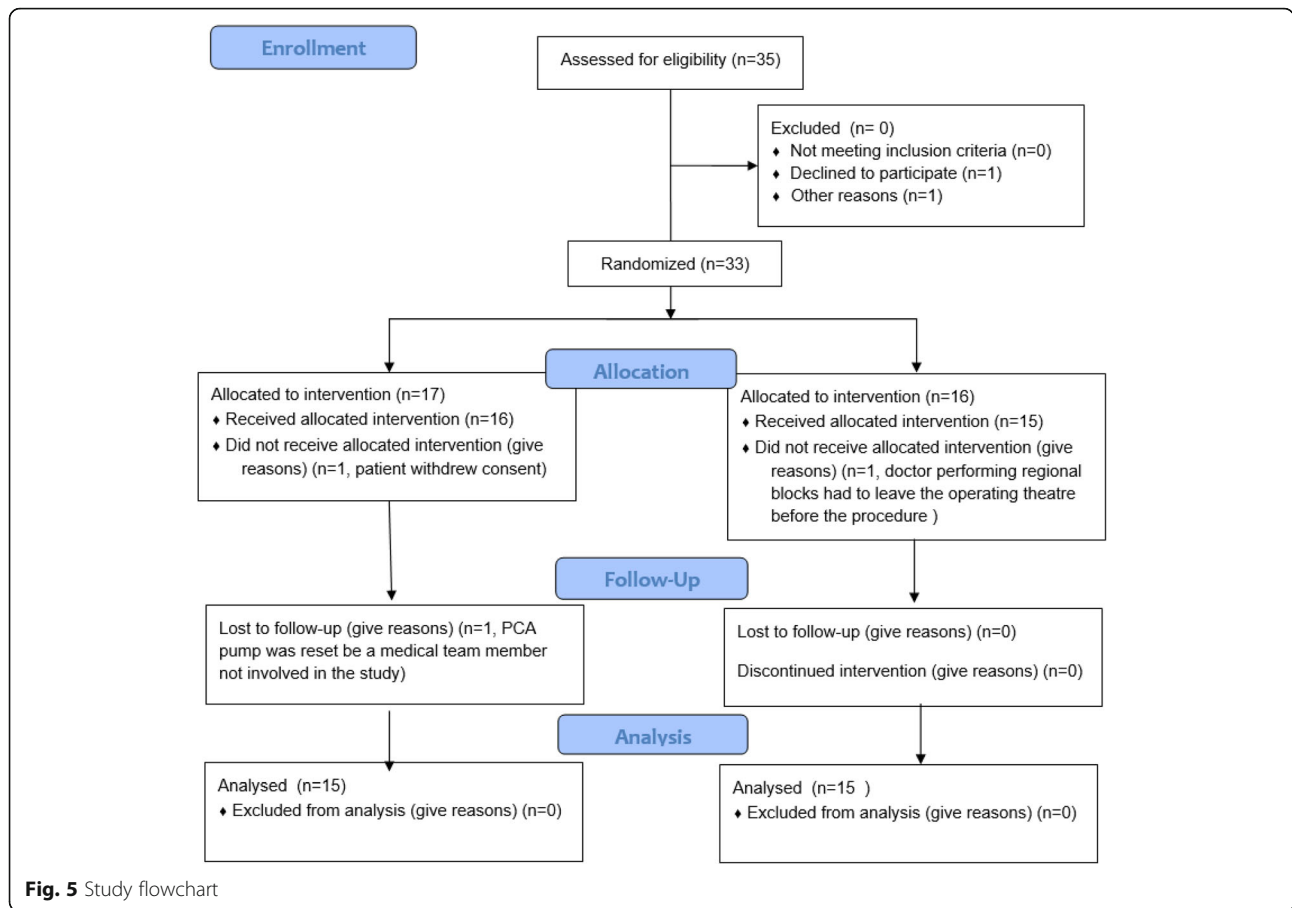 Enrollment
Assessed for eligibility (n=35)
Excluded (n= 0)
♦ Not meeting inclusion criteria (n=0)
♦ Declined to participate (n=1)
♦ Other reasons (n=1)
Randomized (n=33)
Allocation
Allocated to intervention (n=17)
♦ Received allocated intervention (n=16)
♦ Did not receive allocated intervention (give
reasons) (n=1, patient withdrew consent)
Allocated to intervention (n=16)
♦ Received allocated intervention (n=15)
♦ Did not receive allocated intervention (give
reasons) (n=1, doctor performing regional
blocks had to leave the operating theatre
before the procedure )
Follow-Up
Lost to follow-up (give reasons) (n=1, PCA
pump was reset be a medical team member
not involved in the study)
Lost to follow-up (give reasons) (n=0)
Discontinued intervention (give reasons) (n=0)
Analysis
Analysed (n=15)
♦ Excluded from analysis (give reasons) (n=0)
Analysed (n=15 )
♦ Excluded from analysis (give reasons) (n=0)
Fig. 5 Study flowchart